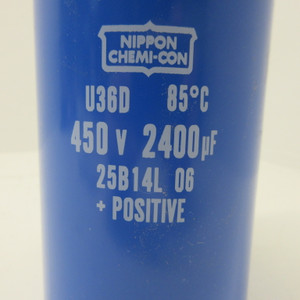 NIPPON
CHEMI-CON
U36D 85°C
450 V 2400µF
25B14L 06
+ POSITIVE